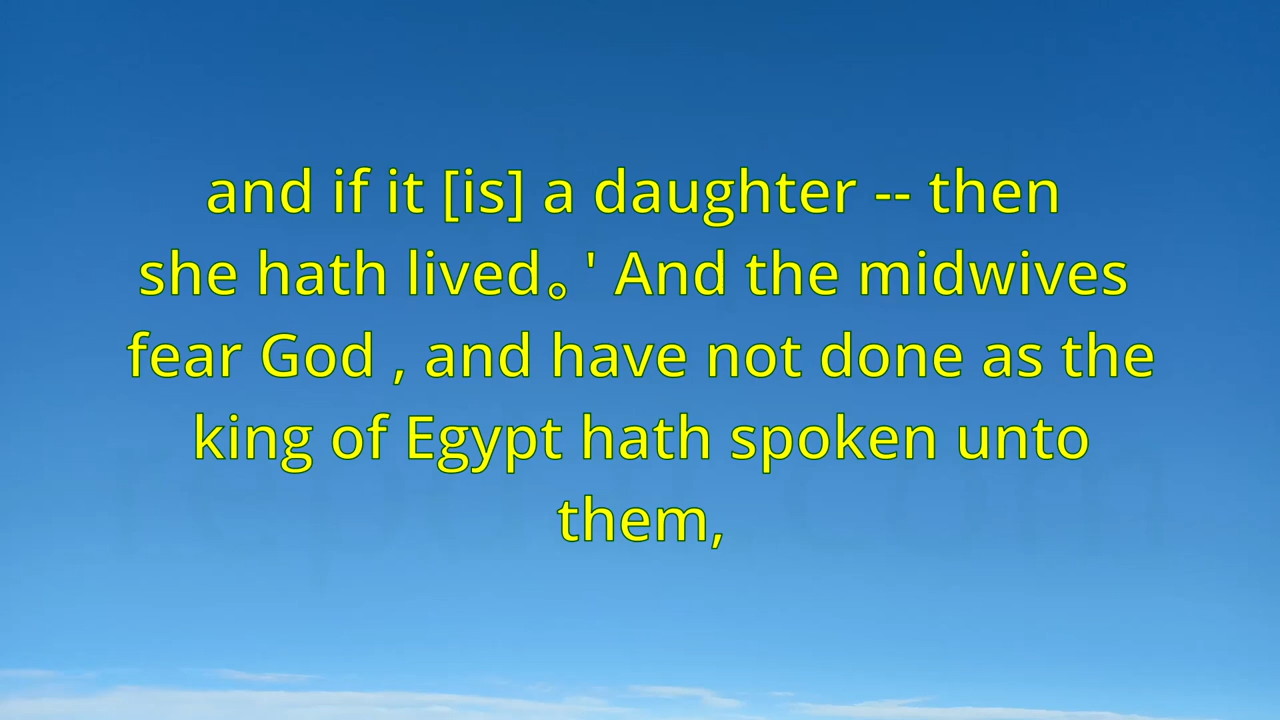 and if it [is] a daughter -- then
she hath lived。' And the midwives
fear God , and have not done as the
king of Egypt hath spoken unto
them,